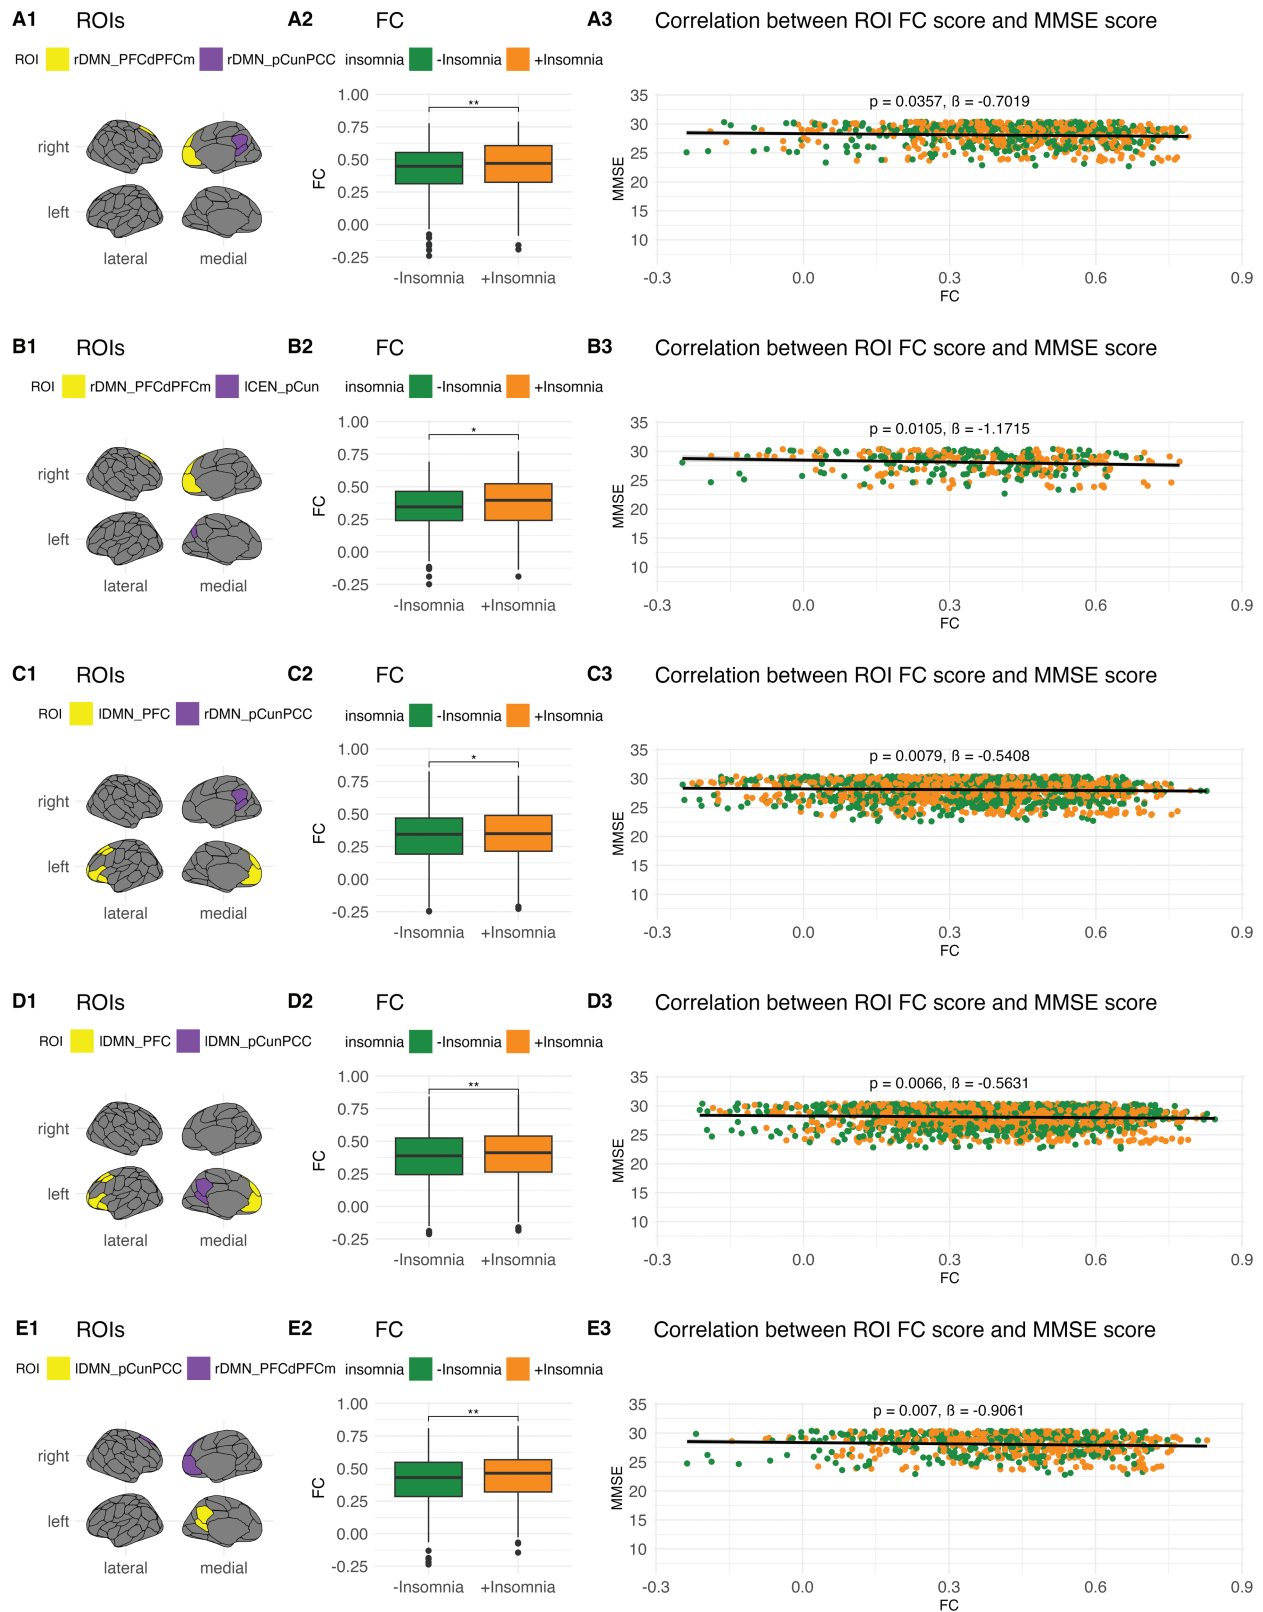 A1 ROIs A2 FC A3 Correlation between ROI FC score and MMSE score
ROI rDMN_PFCdPFCm rDMN_pCunPCC insomnia -Insomnia +Insomnia
right
left
lateral medial
FC
1.00
0.75
0.50
0.25
0.00
-0.25
**
-Insomnia +Insomnia
MMSE
35
30
25
20
15
10
p = 0.0357, ß = -0.7019
-0.3 0.0 0.3 0.6 0.9
FC
B1 ROIs B2 FC B3 Correlation between ROI FC score and MMSE score
ROI rDMN_PFCdPFCm lCEN_pCun insomnia -Insomnia +Insomnia
right
left
lateral medial
FC
1.00
0.75
0.50
0.25
0.00
-0.25
*
-Insomnia +Insomnia
MMSE
35
30
25
20
15
10
p = 0.0105, ß = -1.1715
-0.3 0.0 0.3 0.6 0.9
FC
C1 ROIs C2 FC C3 Correlation between ROI FC score and MMSE score
ROI lDMN_PFC rDMN_pCunPCC insomnia -Insomnia +Insomnia
right
left
lateral medial
FC
1.00
0.75
0.50
0.25
0.00
-0.25
*
-Insomnia +Insomnia
MMSE
35
30
25
20
15
10
p = 0.0079, ß = -0.5408
-0.3 0.0 0.3 0.6 0.9
FC
D1 ROIs D2 FC D3 Correlation between ROI FC score and MMSE score
ROI lDMN_PFC lDMN_pCunPCC insomnia -Insomnia +Insomnia
right
left
lateral medial
FC
1.00
0.75
0.50
0.25
0.00
-0.25
**
-Insomnia +Insomnia
MMSE
35
30
25
20
15
10
p = 0.0066, ß = -0.5631
-0.3 0.0 0.3 0.6 0.9
FC
E1 ROIs E2 FC E3 Correlation between ROI FC score and MMSE score
ROI lDMN_pCunPCC rDMN_PFCdPFCm insomnia -Insomnia +Insomnia
right
left
lateral medial
FC
1.00
0.75
0.50
0.25
0.00
-0.25
**
-Insomnia +Insomnia
MMSE
35
30
25
20
15
10
p = 0.007, ß = -0.9061
-0.3 0.0 0.3 0.6 0.9
FC